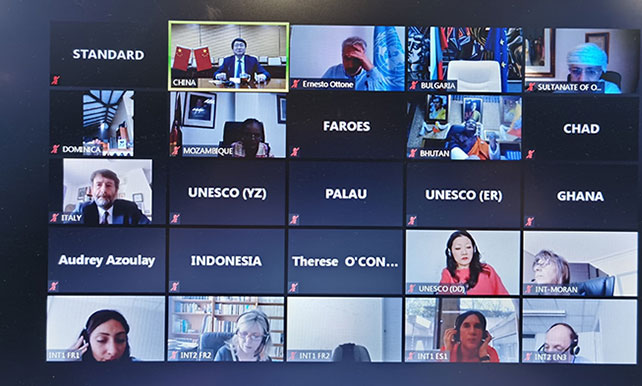 STANDARD
CHINA
Ernesto Ottone
BULGARIA
SULTANATE OF O...
DOMINICA
MOZAMBIQUE
FAROES
BHUTAN
CHAD
ITALY
UNESCO (YZ)
PALAU
UNESCO (ER)
GHANA
Audrey Azoulay
INDONESIA
Therese O'CON...
UNESCO (DD)
INT-MORAN
INT1 FR1
INT2 FR2
INT1 FR2
INT1 ES1
INT2 EN3